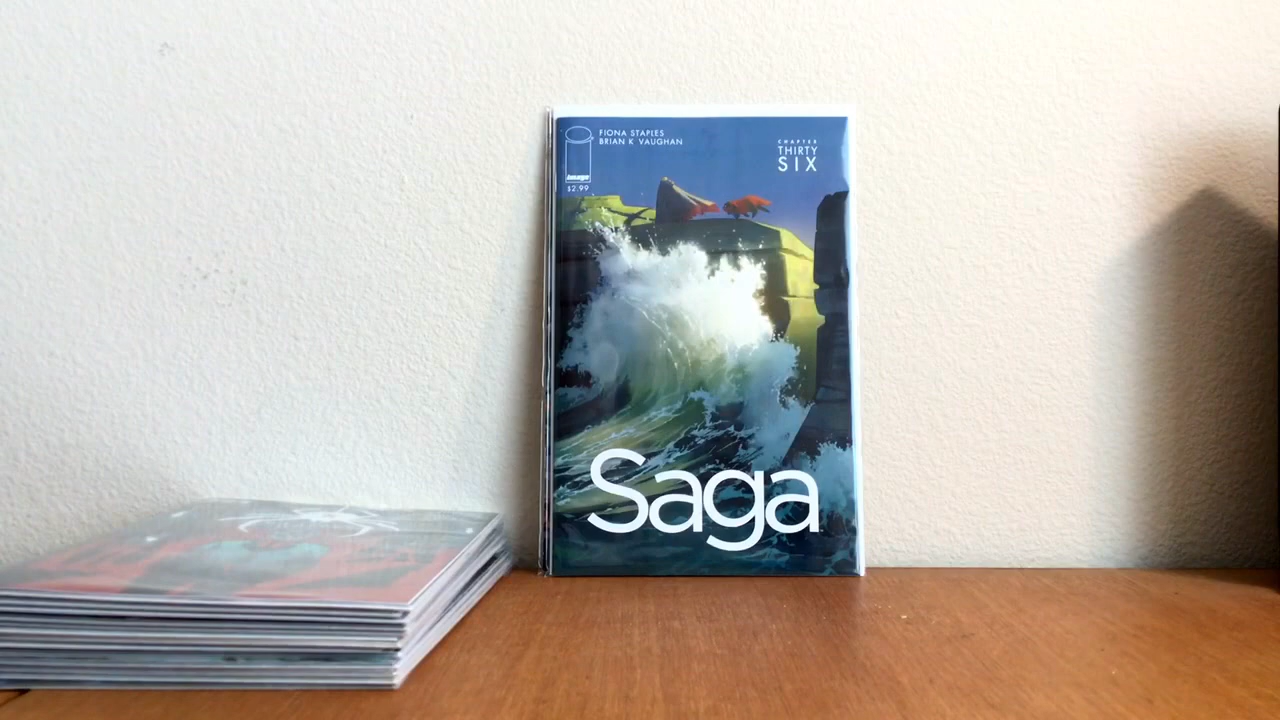 FIONA STAPLES
BRIAN K VAUGHAN
image
$2.99
CHAPTER
THIRTY
SIX
Saga